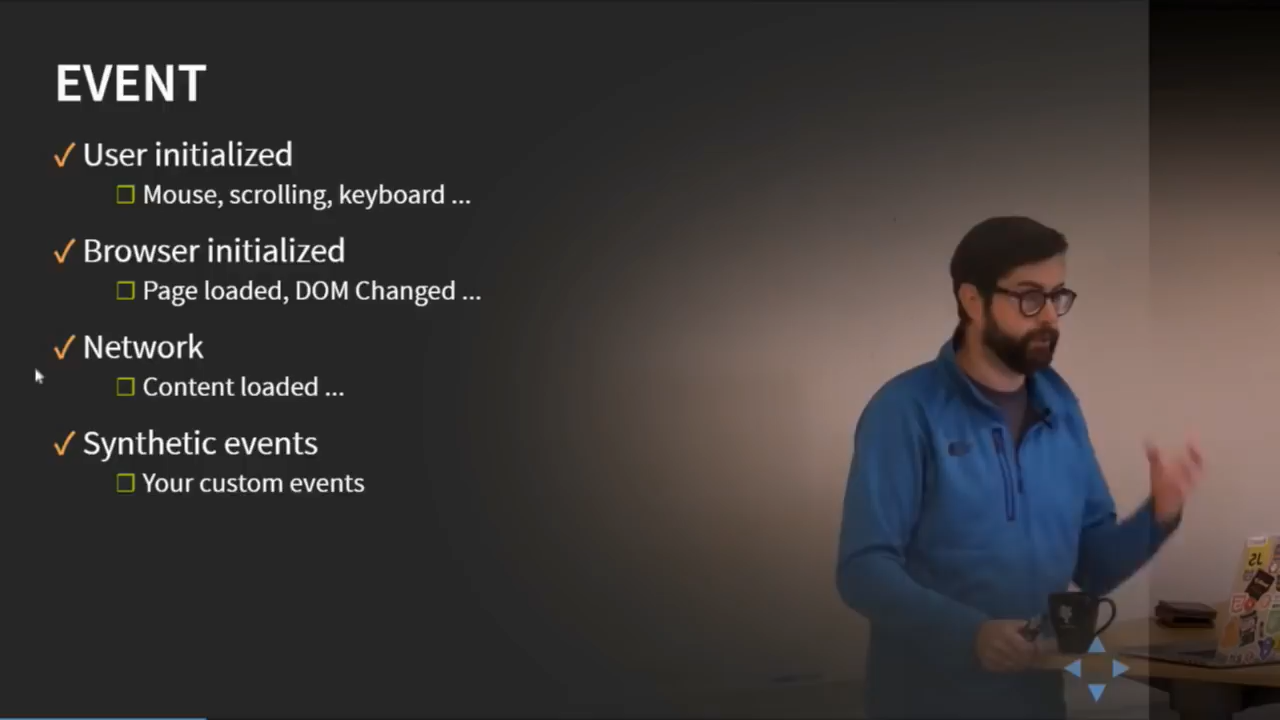 EVENT
✓ User initialized
❐ Mouse, scrolling, keyboard ...
✓ Browser initialized
❐ Page loaded, DOM Changed ...
✓ Network
❐ Content loaded ...
✓ Synthetic events
❐ Your custom events